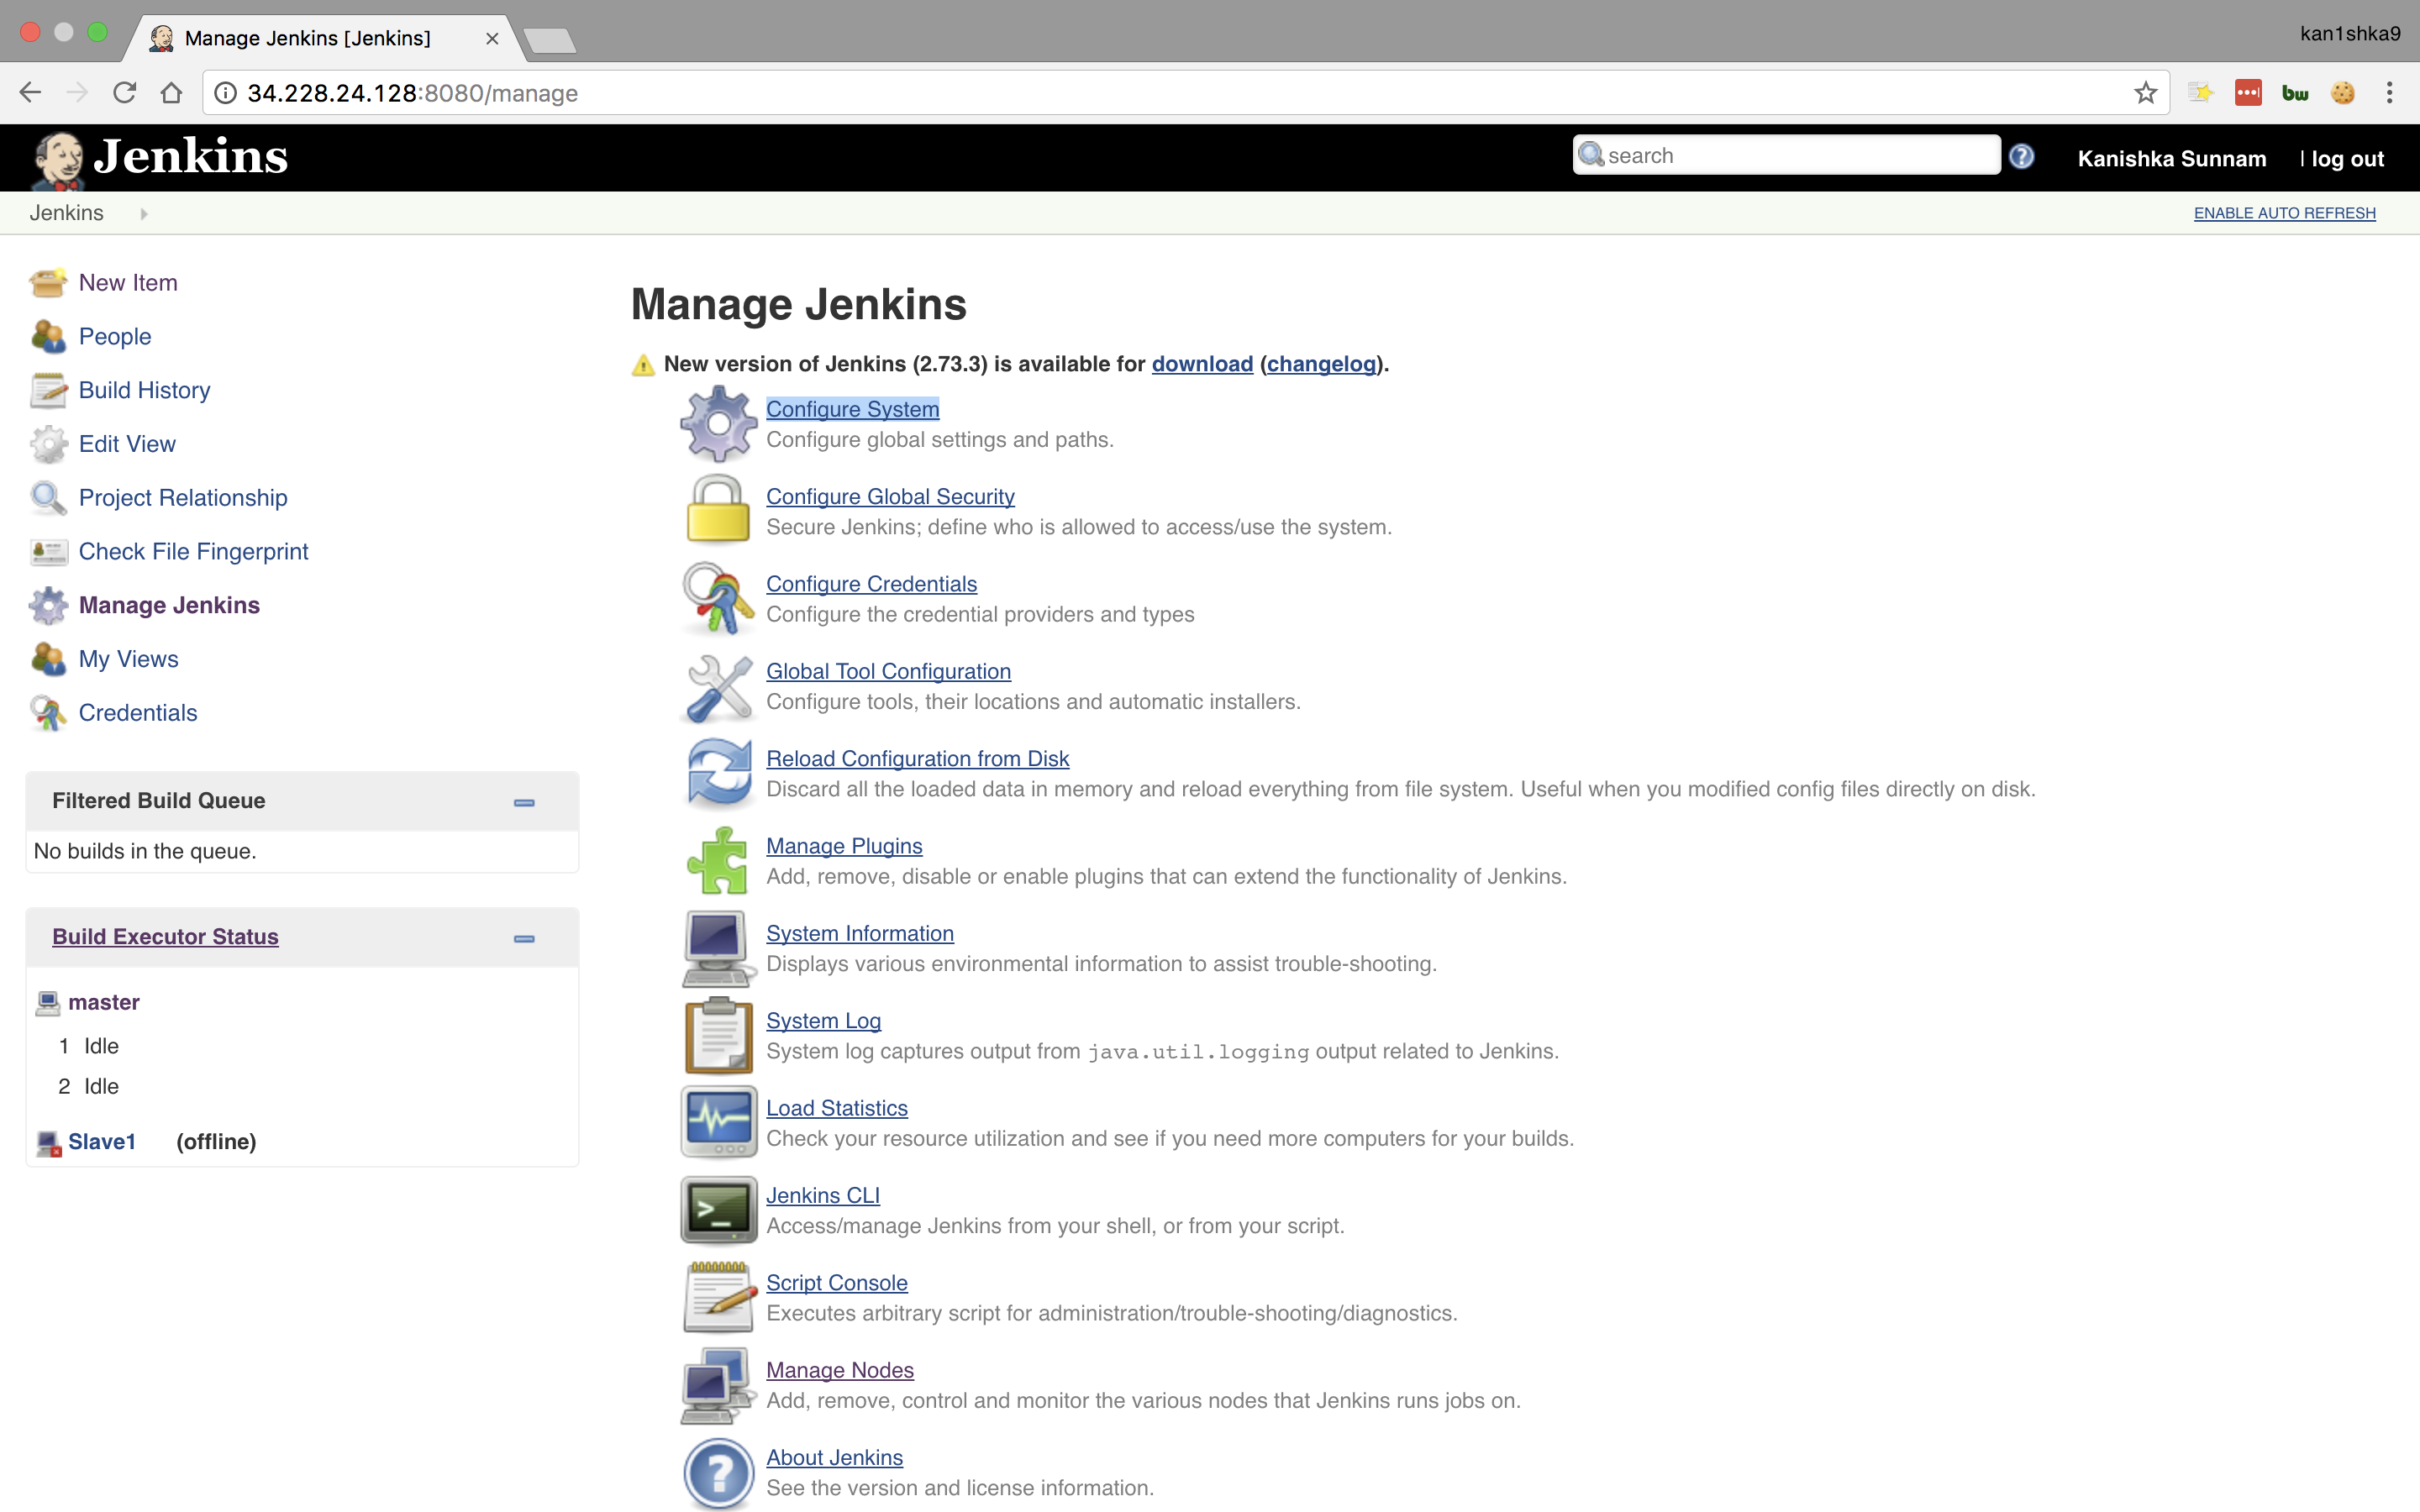 Manage Jenkins [Jenkins]
kan1shka9
34.228.24.128:8080/manage
bw
Jenkins
search
Kanishka Sunnam
| log out
Jenkins
ENABLE AUTO REFRESH
New Item
People
Build History
Edit View
Project Relationship
Check File Fingerprint
Manage Jenkins
My Views
Credentials
Filtered Build Queue
No builds in the queue.
Build Executor Status
master
1 Idle
2 Idle
Slave1 (offline)
Manage Jenkins
New version of Jenkins (2.73.3) is available for download (changelog).
Configure System
Configure global settings and paths.
Configure Global Security
Secure Jenkins; define who is allowed to access/use the system.
Configure Credentials
Configure the credential providers and types
Global Tool Configuration
Configure tools, their locations and automatic installers.
Reload Configuration from Disk
Discard all the loaded data in memory and reload everything from file system. Useful when you modified config files directly on disk.
Manage Plugins
Add, remove, disable or enable plugins that can extend the functionality of Jenkins.
System Information
Displays various environmental information to assist trouble-shooting.
System Log
System log captures output from java.util.logging output related to Jenkins.
Load Statistics
Check your resource utilization and see if you need more computers for your builds.
Jenkins CLI
Access/manage Jenkins from your shell, or from your script.
Script Console
Executes arbitrary script for administration/trouble-shooting/diagnostics.
Manage Nodes
Add, remove, control and monitor the various nodes that Jenkins runs jobs on.
About Jenkins
See the version and license information.